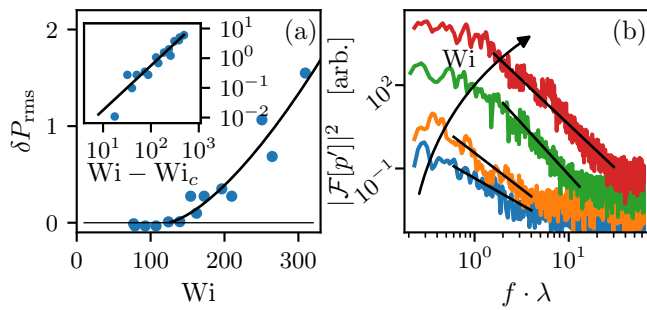 (a)
2
1
0
δP_rms
0
100
200
300
Wi
10^1
10^0
10^-1
10^-2
10^1
10^2
10^3
Wi − Wi_c
(b)
Wi
10^2
10^-1
|F[p′]|^2 [arb.]
10^0
10^1
f · λ